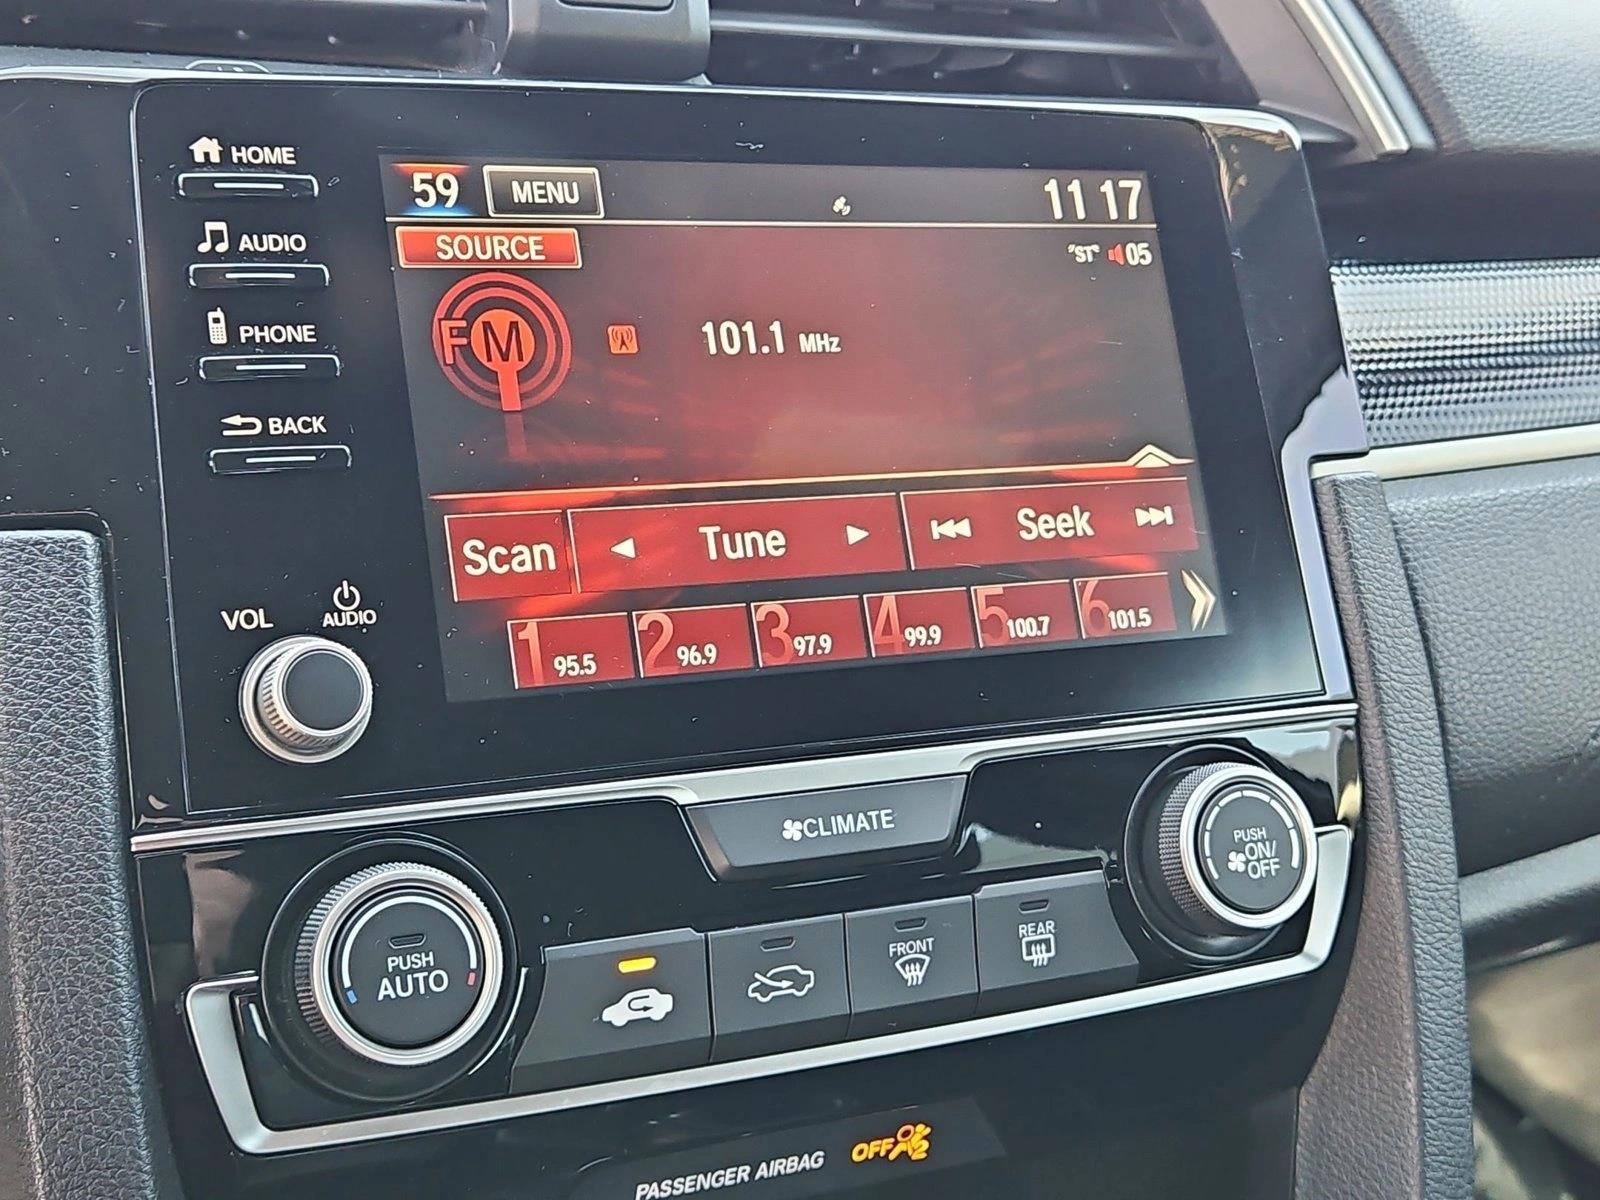 HOME
AUDIO
PHONE
BACK
VOL
AUDIO
59 MENU 11 17
SOURCE
"ST" 05
FM 101.1 MHz
Scan Tune Seek
1 95.5 2 96.9 3 97.9 4 99.9 5 100.7 6 101.5
CLIMATE
PUSH
ON/
OFF
PUSH
AUTO
FRONT
REAR
PASSENGER AIRBAG OFF 2